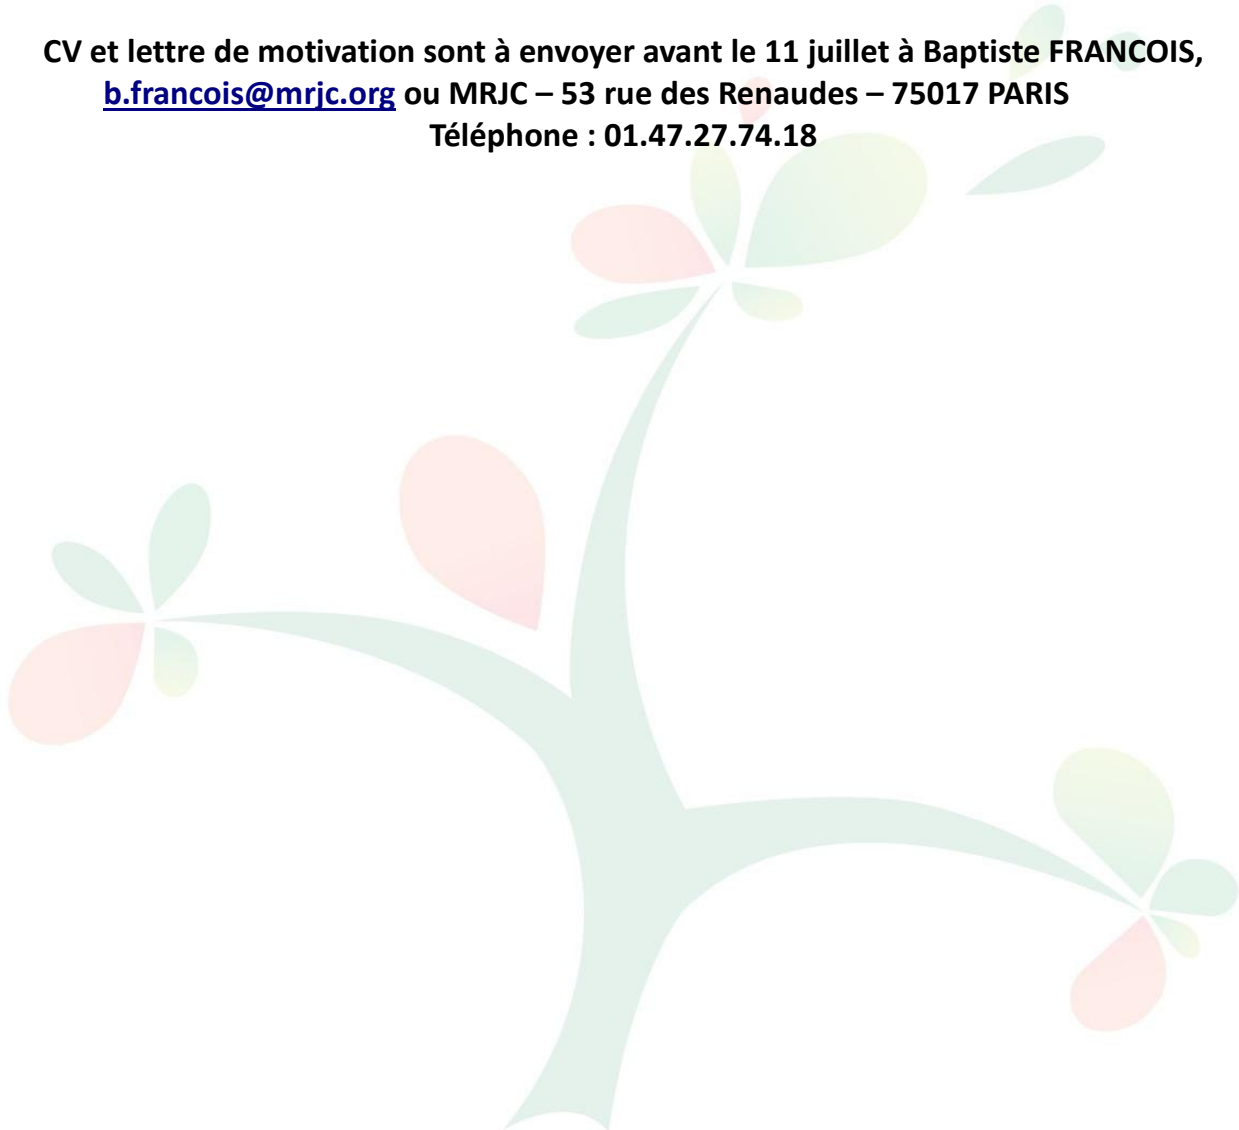 CV et lettre de motivation sont à envoyer avant le 11 juillet à Baptiste FRANCOIS,
b.francois@mrjc.org ou MRJC – 53 rue des Renaudes – 75017 PARIS
Téléphone : 01.47.27.74.18